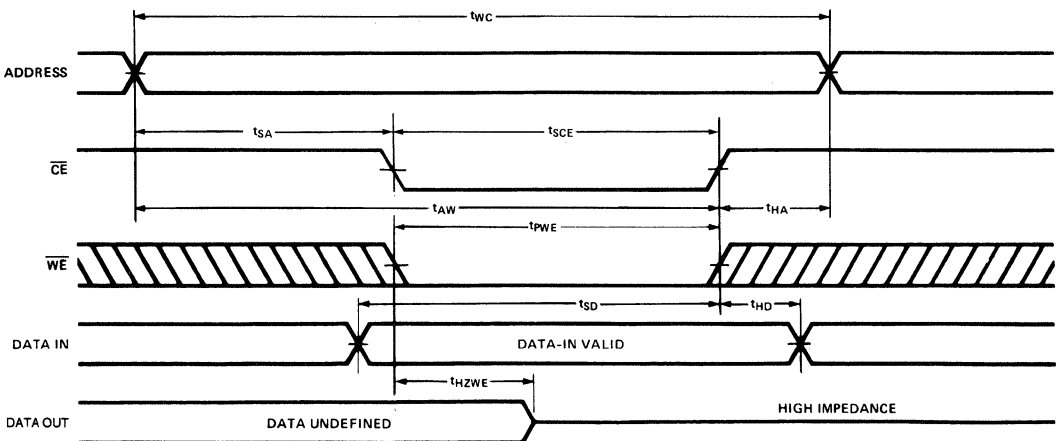 tWC
ADDRESS
tSA
tSCE
CE
tAW
tHA
tPWE
WE
tSD
tHD
DATA IN
DATA-IN VALID
tHZWE
HIGH IMPEDANCE
DATA OUT
DATA UNDEFINED